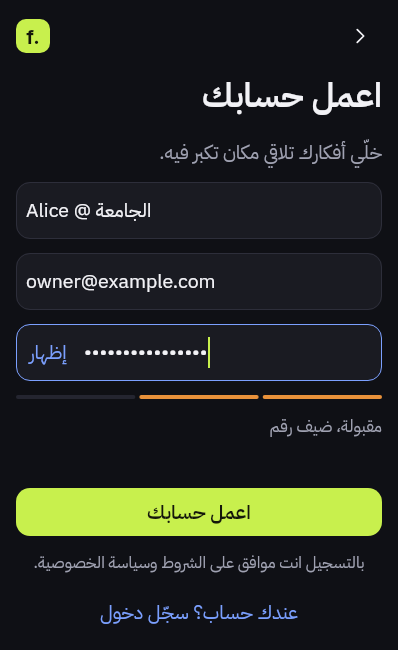 f.
اعمل حسابك
خلّي أفكارك تلاقي مكان تكبر فيه.
Alice @ الجامعة
owner@example.com
•••••••••••••••• إظهار
مقبولة، ضيف رقم
اعمل حسابك
بالتسجيل انت موافق على الشروط وسياسة الخصوصية.
عندك حساب؟ سجّل دخول